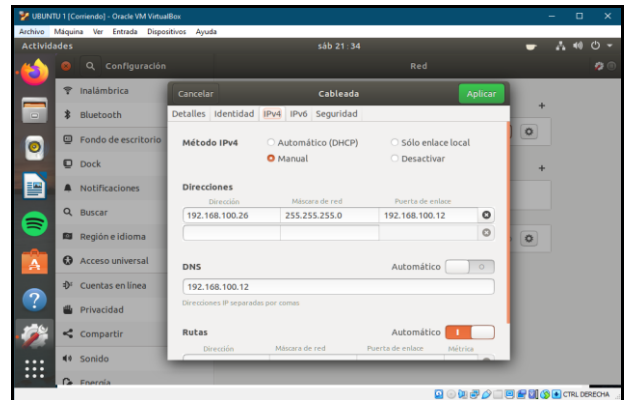 UBUNTU 1 [Corriendo] - Oracle VM VirtualBox
Archivo Máquina Ver Entrada Dispositivos Ayuda
Actividades sáb 21:34
Configuración Red
Inalámbrica
Bluetooth
Fondo de escritorio
Dock
Notificaciones
Buscar
Región e idioma
Acceso universal
Cuentas en línea
Privacidad
Compartir
Sonido
Energía
Cancelar Cableada Aplicar
Detalles Identidad IPv4 IPv6 Seguridad
Método IPv4 Automático (DHCP) Sólo enlace local
Manual Desactivar
Direcciones
Dirección Máscara de red Puerta de enlace
192.168.100.26 255.255.255.0 192.168.100.12
DNS Automático
192.168.100.12
Direcciones IP separadas por comas
Rutas Automático
Dirección Máscara de red Puerta de enlace Métrica
CTRL DERECHA